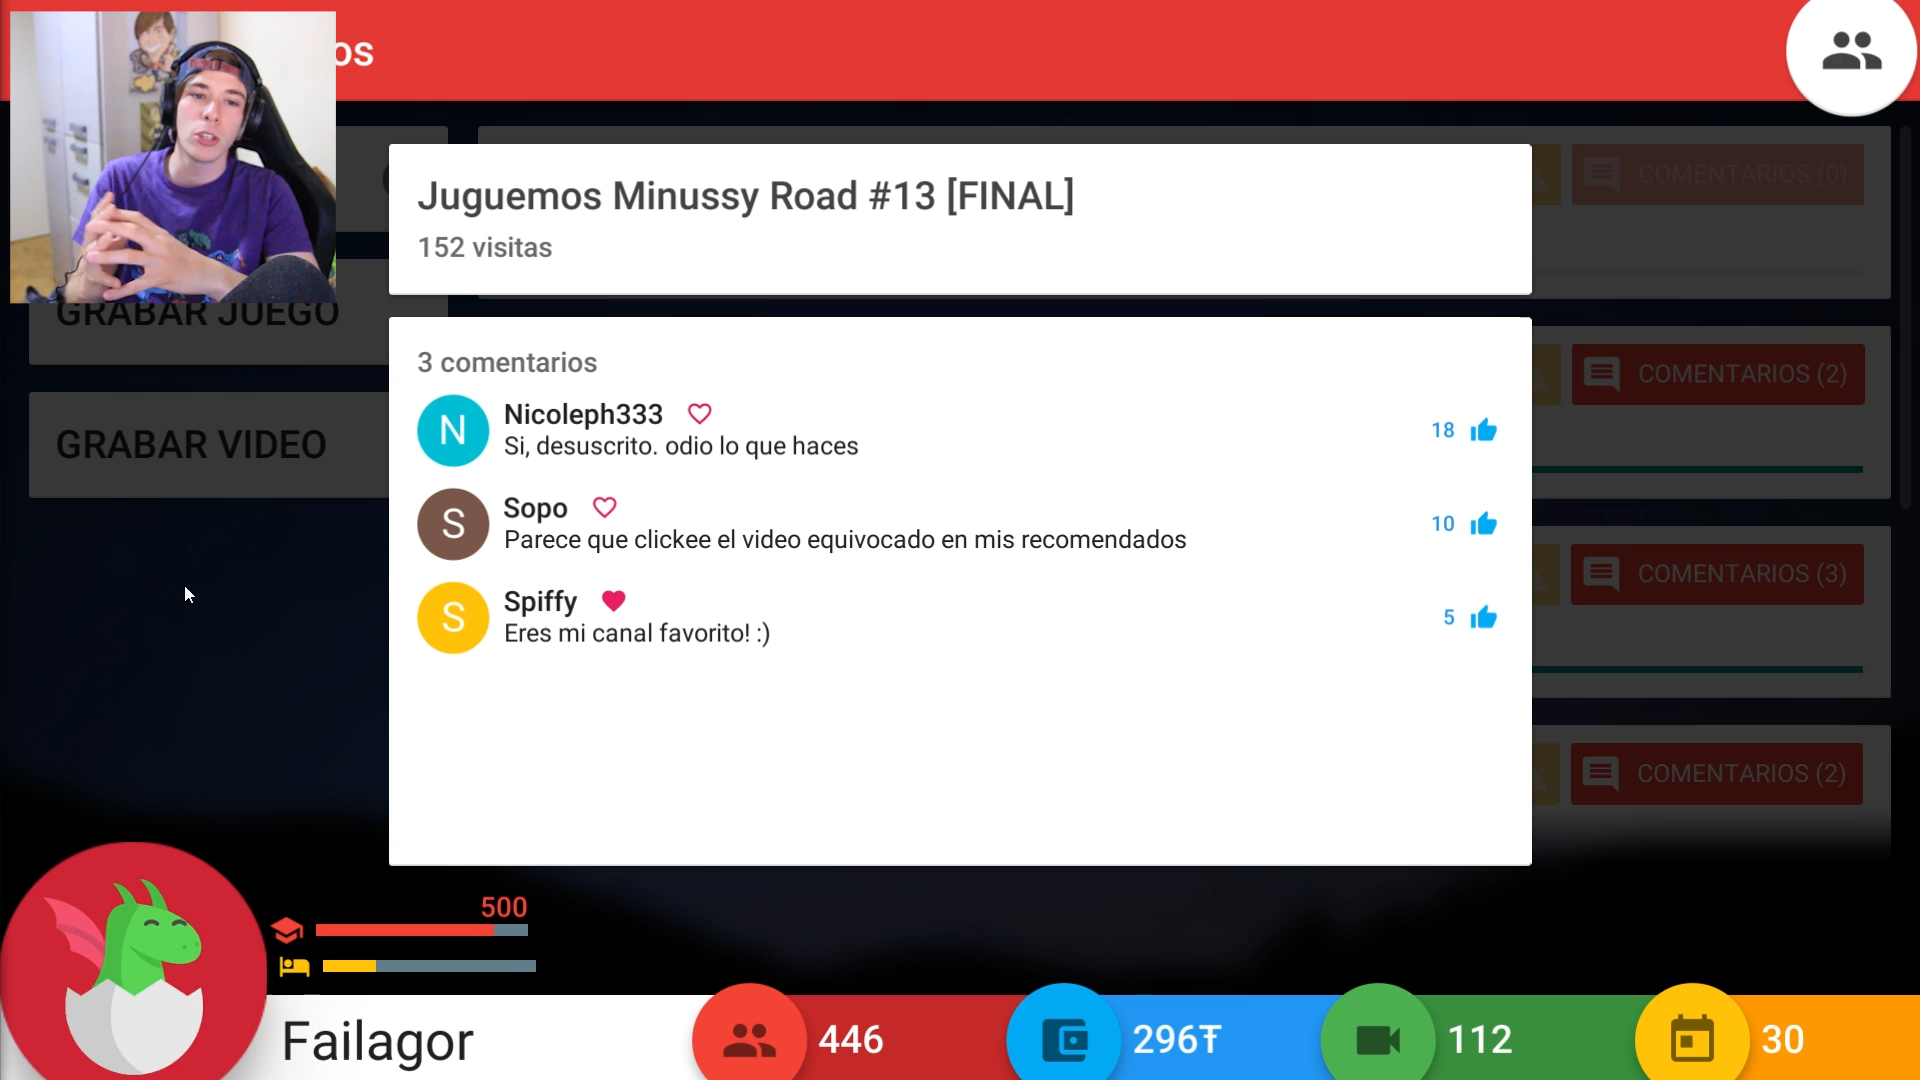 os
COMENTARIOS (0)
Juguemos Minussy Road #13 [FINAL]
152 visitas
GRABAR JUEGO
3 comentarios
COMENTARIOS (2)
N
Nicoleph333
Si, desuscrito. odio lo que haces
18
GRABAR VIDEO
S
Sopo
Parece que clickee el video equivocado en mis recomendados
10
COMENTARIOS (3)
S
Spiffy
Eres mi canal favorito! :)
5
COMENTARIOS (2)
500
Failagor
446
296Ŧ
112
30